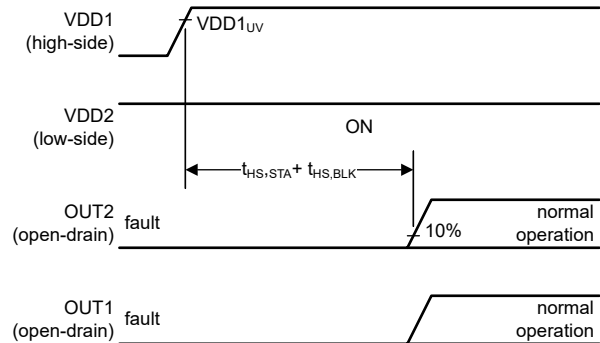 VDD1
(high-side)
VDD1UV
VDD2
(low-side)
ON
tHS,STA + tHS,BLK
OUT2
(open-drain)
fault
10%
normal
operation
OUT1
(open-drain)
fault
normal
operation